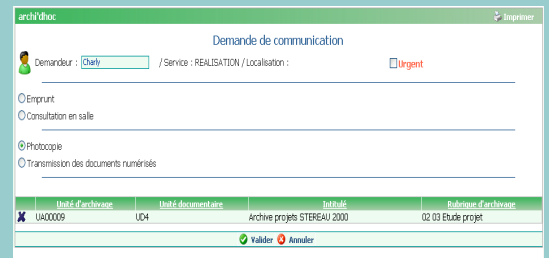 archi'dhoc Imprimer
Demande de communication
Demandeur : Charly / Service : REALISATION / Localisation : Urgent
Emprunt
Consultation en salle
Photocopie
Transmission des documents numérisés
Unité d'archivage Unité documentaire Intitulé Rubrique d'archivage
UA00009 UD4 Archive projets STEREAU 2000 02 03 Etude projet
Valider Annuler